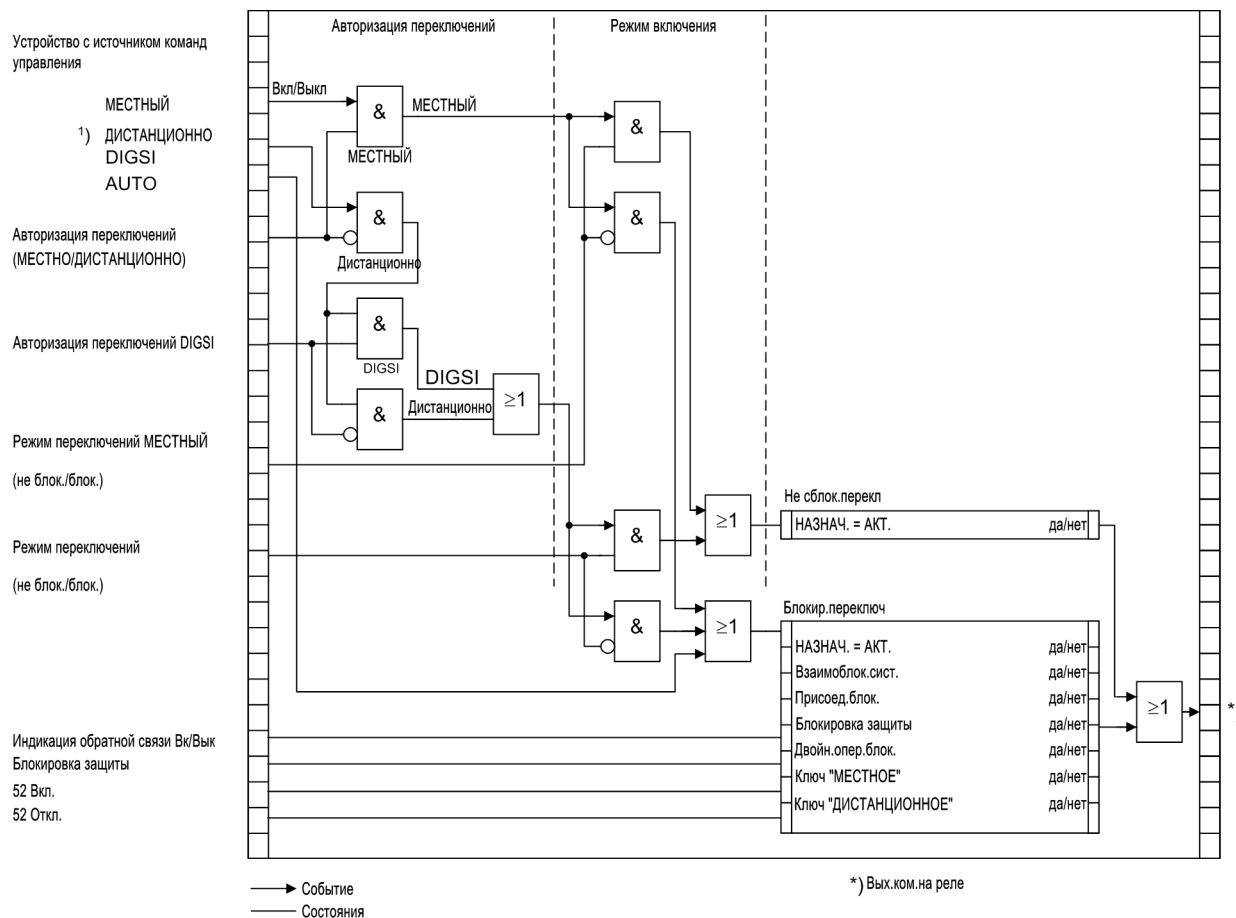 Авторизация переключений
Режим включения
Устройство с источником команд
управления
Вкл/Выкл
МЕСТНЫЙ
&
МЕСТНЫЙ
&
1) ДИСТАНЦИОННО
DIGSI
AUTO
МЕСТНЫЙ
&
&
Авторизация переключений
(МЕСТНО/ДИСТАНЦИОННО)
Дистанционно
&
Авторизация переключений DIGSI
DIGSI
DIGSI
&
Дистанционно
≥1
Режим переключений МЕСТНЫЙ
(не блок./блок.)
Не сблок.перекл
&
≥1
НАЗНАЧ. = АКТ. да/нет
Режим переключений
(не блок./блок.)
Блокир.переключ
&
≥1
НАЗНАЧ. = АКТ. да/нет
Взаимоблок.сист. да/нет
Присоед.блок. да/нет
Блокировка защиты да/нет
Двойн.опер.блок. да/нет
Ключ "МЕСТНОЕ" да/нет
Ключ "ДИСТАНЦИОННОЕ" да/нет
≥1
*
Индикация обратной связи Вк/Вык
Блокировка защиты
52 Вкл.
52 Откл.
Событие
Состояния
*) Вых.ком.на реле